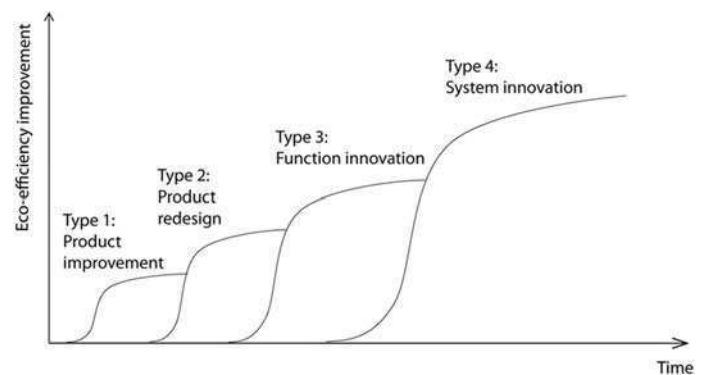 Eco-efficiency improvement
Type 1:
Product
improvement
Type 2:
Product
redesign
Type 3:
Function innovation
Type 4:
System innovation
Time